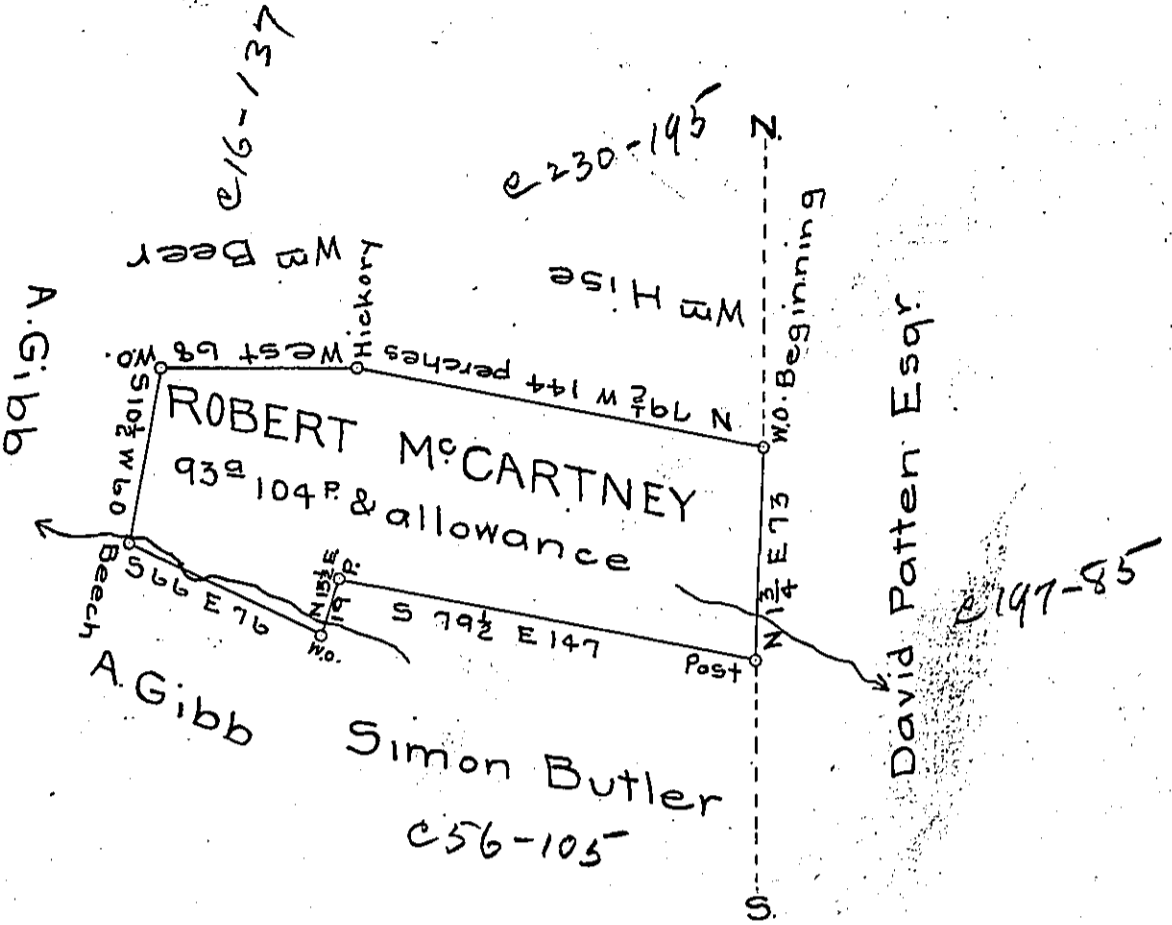 C16-137
C230-195
N.
Wm Beer
Wm Hise
W.O. Beginning
David Patten Esqr.
C197-85
A. Gibb
W.O.
West 68
Hickory
N 79½ W 144 perches
ROBERT McCARTNEY
93a 104P. & allowance
S 10½ W 60
Beech
S 66 E 76
W.O.
N 13½ E
19
P.
S 79½ E 147
Post
N 1¾ E 73
A. Gibb
Simon Butler
C56-105
S.